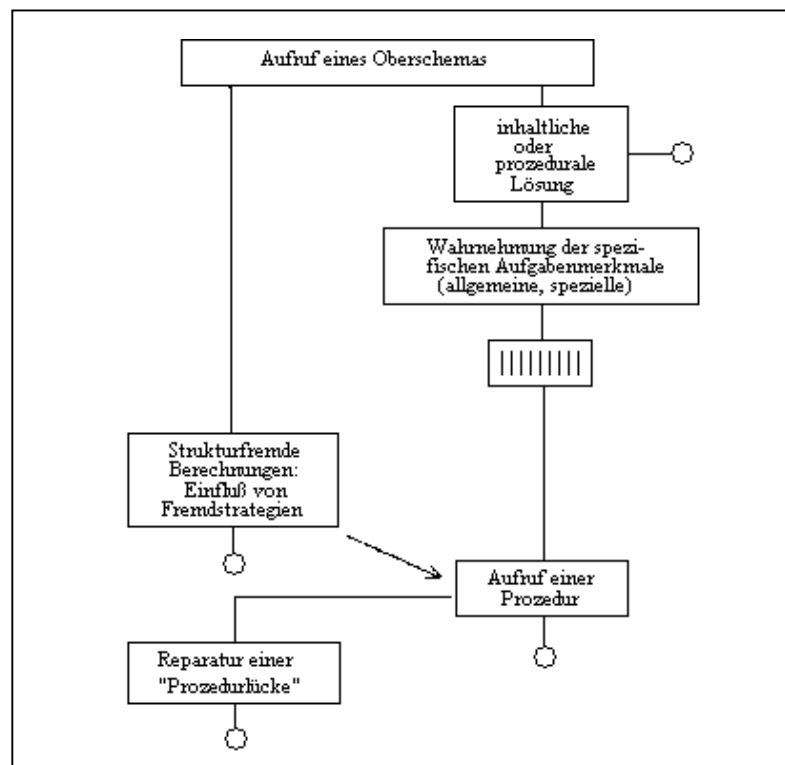 Aufruf eines Oberschemas
inhaltliche
oder
prozedurale
Lösung
Wahrnehmung der spezi-
fischen Aufgabenmerkmale
(allgemeine, spezielle)
Strukturfremde
Berechnungen:
Einfluß von
Fremdstrategien
Aufruf einer
Prozedur
Reparatur einer
"Prozedurlücke"